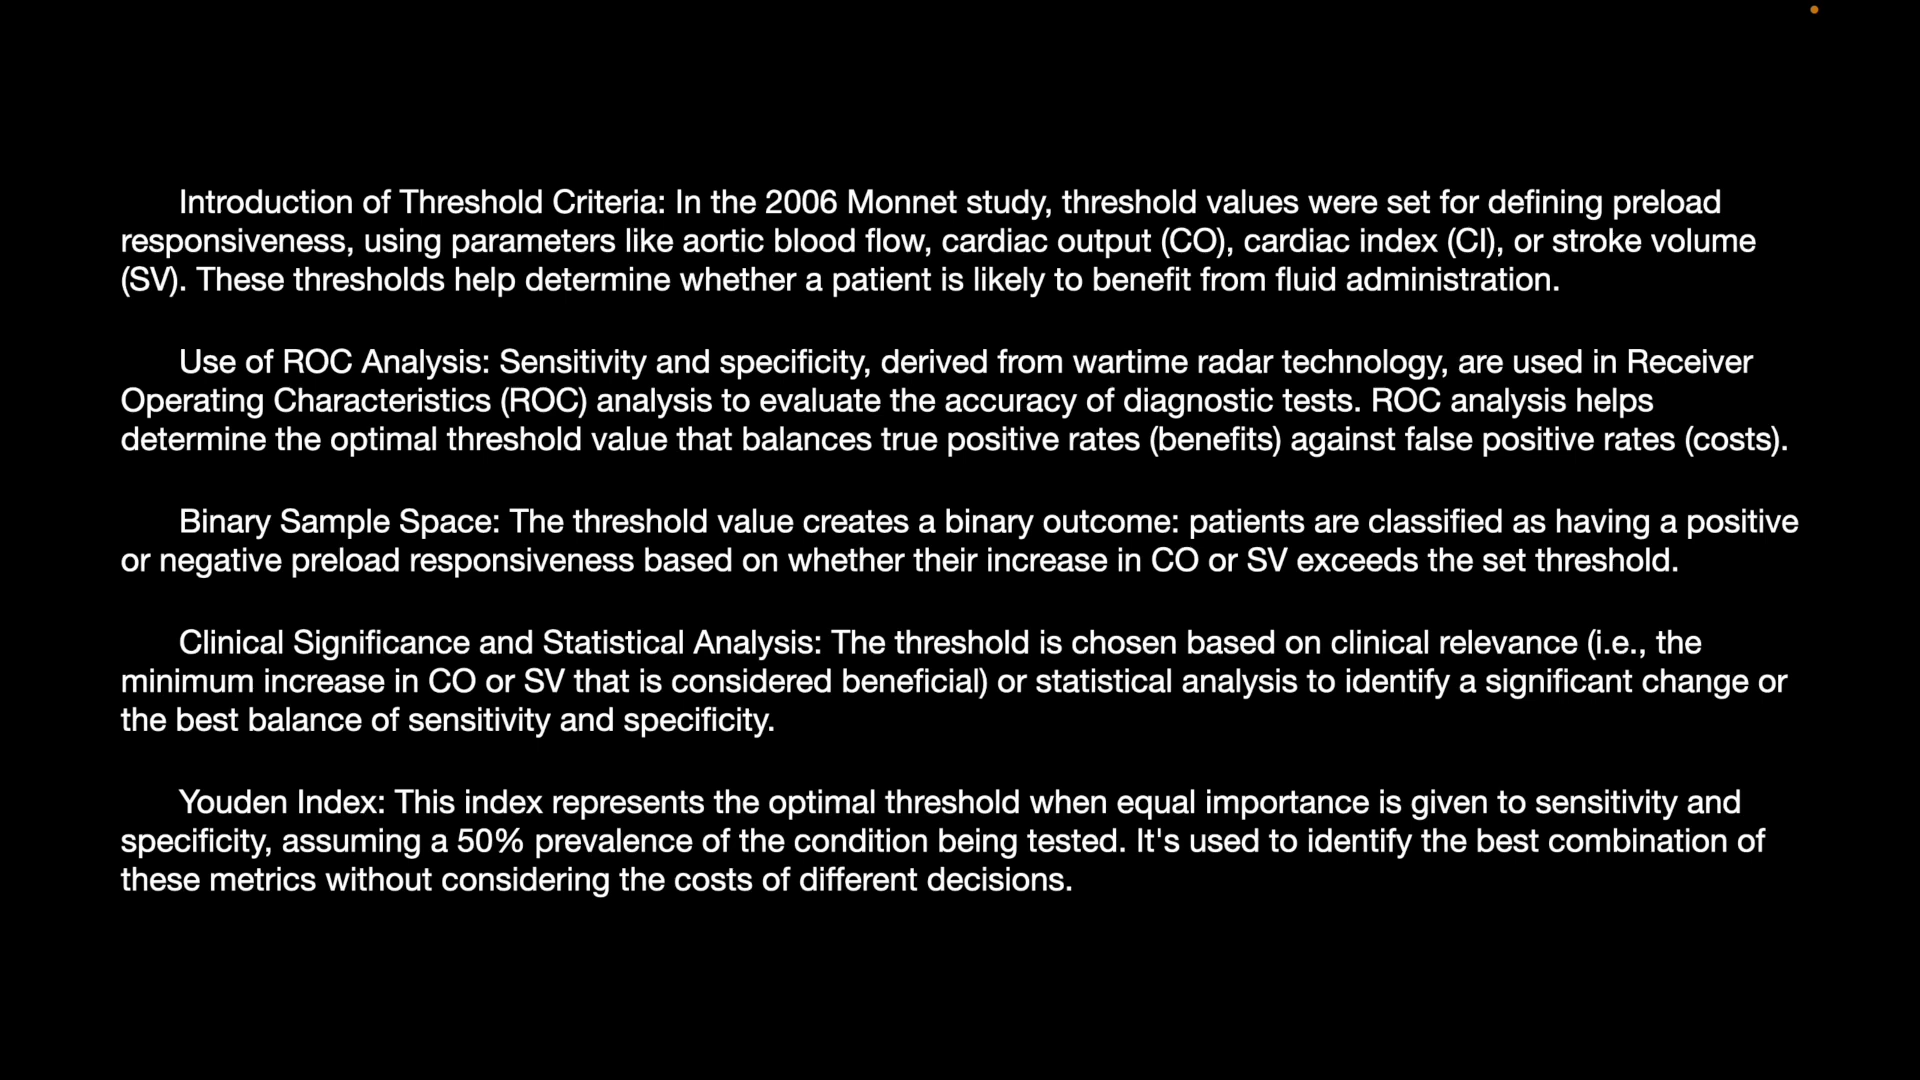 Introduction of Threshold Criteria: In the 2006 Monnet study, threshold values were set for defining preload
responsiveness, using parameters like aortic blood flow, cardiac output (CO), cardiac index (CI), or stroke volume
(SV). These thresholds help determine whether a patient is likely to benefit from fluid administration.
Use of ROC Analysis: Sensitivity and specificity, derived from wartime radar technology, are used in Receiver
Operating Characteristics (ROC) analysis to evaluate the accuracy of diagnostic tests. ROC analysis helps
determine the optimal threshold value that balances true positive rates (benefits) against false positive rates (costs).
Binary Sample Space: The threshold value creates a binary outcome: patients are classified as having a positive
or negative preload responsiveness based on whether their increase in CO or SV exceeds the set threshold.
Clinical Significance and Statistical Analysis: The threshold is chosen based on clinical relevance (i.e., the
minimum increase in CO or SV that is considered beneficial) or statistical analysis to identify a significant change or
the best balance of sensitivity and specificity.
Youden Index: This index represents the optimal threshold when equal importance is given to sensitivity and
specificity, assuming a 50% prevalence of the condition being tested. It's used to identify the best combination of
these metrics without considering the costs of different decisions.